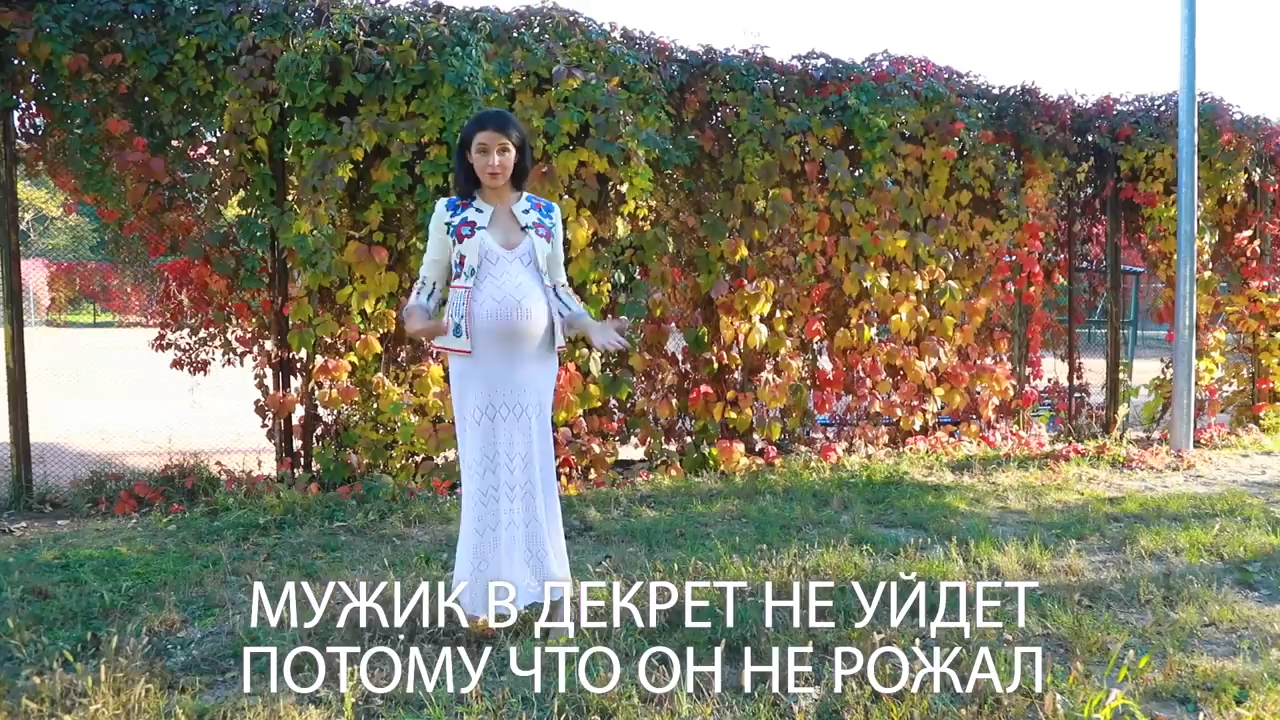 МУЖИК В ДЕКРЕТ НЕ УЙДЕТ
ПОТОМУ ЧТО ОН НЕ РОЖАЛ